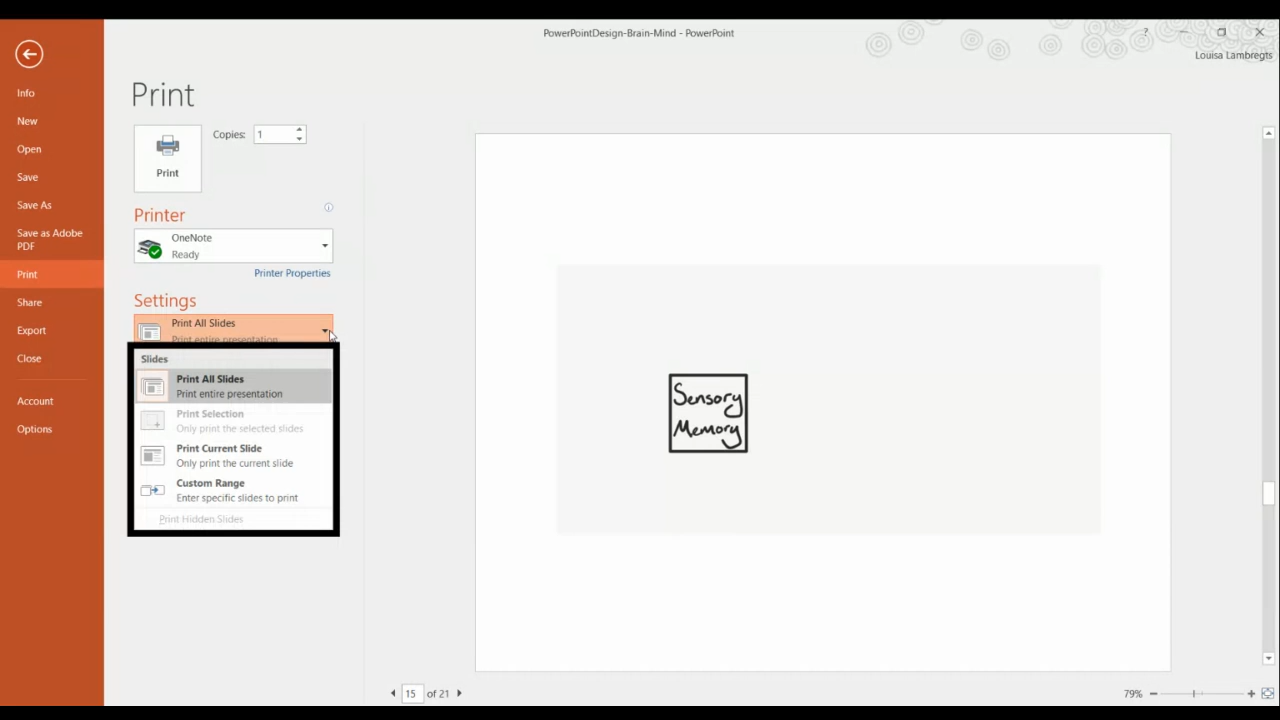 PowerPointDesign-Brain-Mind - PowerPoint
?
Louisa Lambregts
Info
New
Open
Save
Save As
Save as Adobe
PDF
Print
Share
Export
Close
Account
Options
Print
Print
Copies: 1
Printer
OneNote
Ready
Printer Properties
Settings
Print All Slides
Print entire presentation
Slides
Print All Slides
Print entire presentation
Print Selection
Only print the selected slides
Print Current Slide
Only print the current slide
Custom Range
Enter specific slides to print
Print Hidden Slides
Sensory
Memory
15 of 21
79%